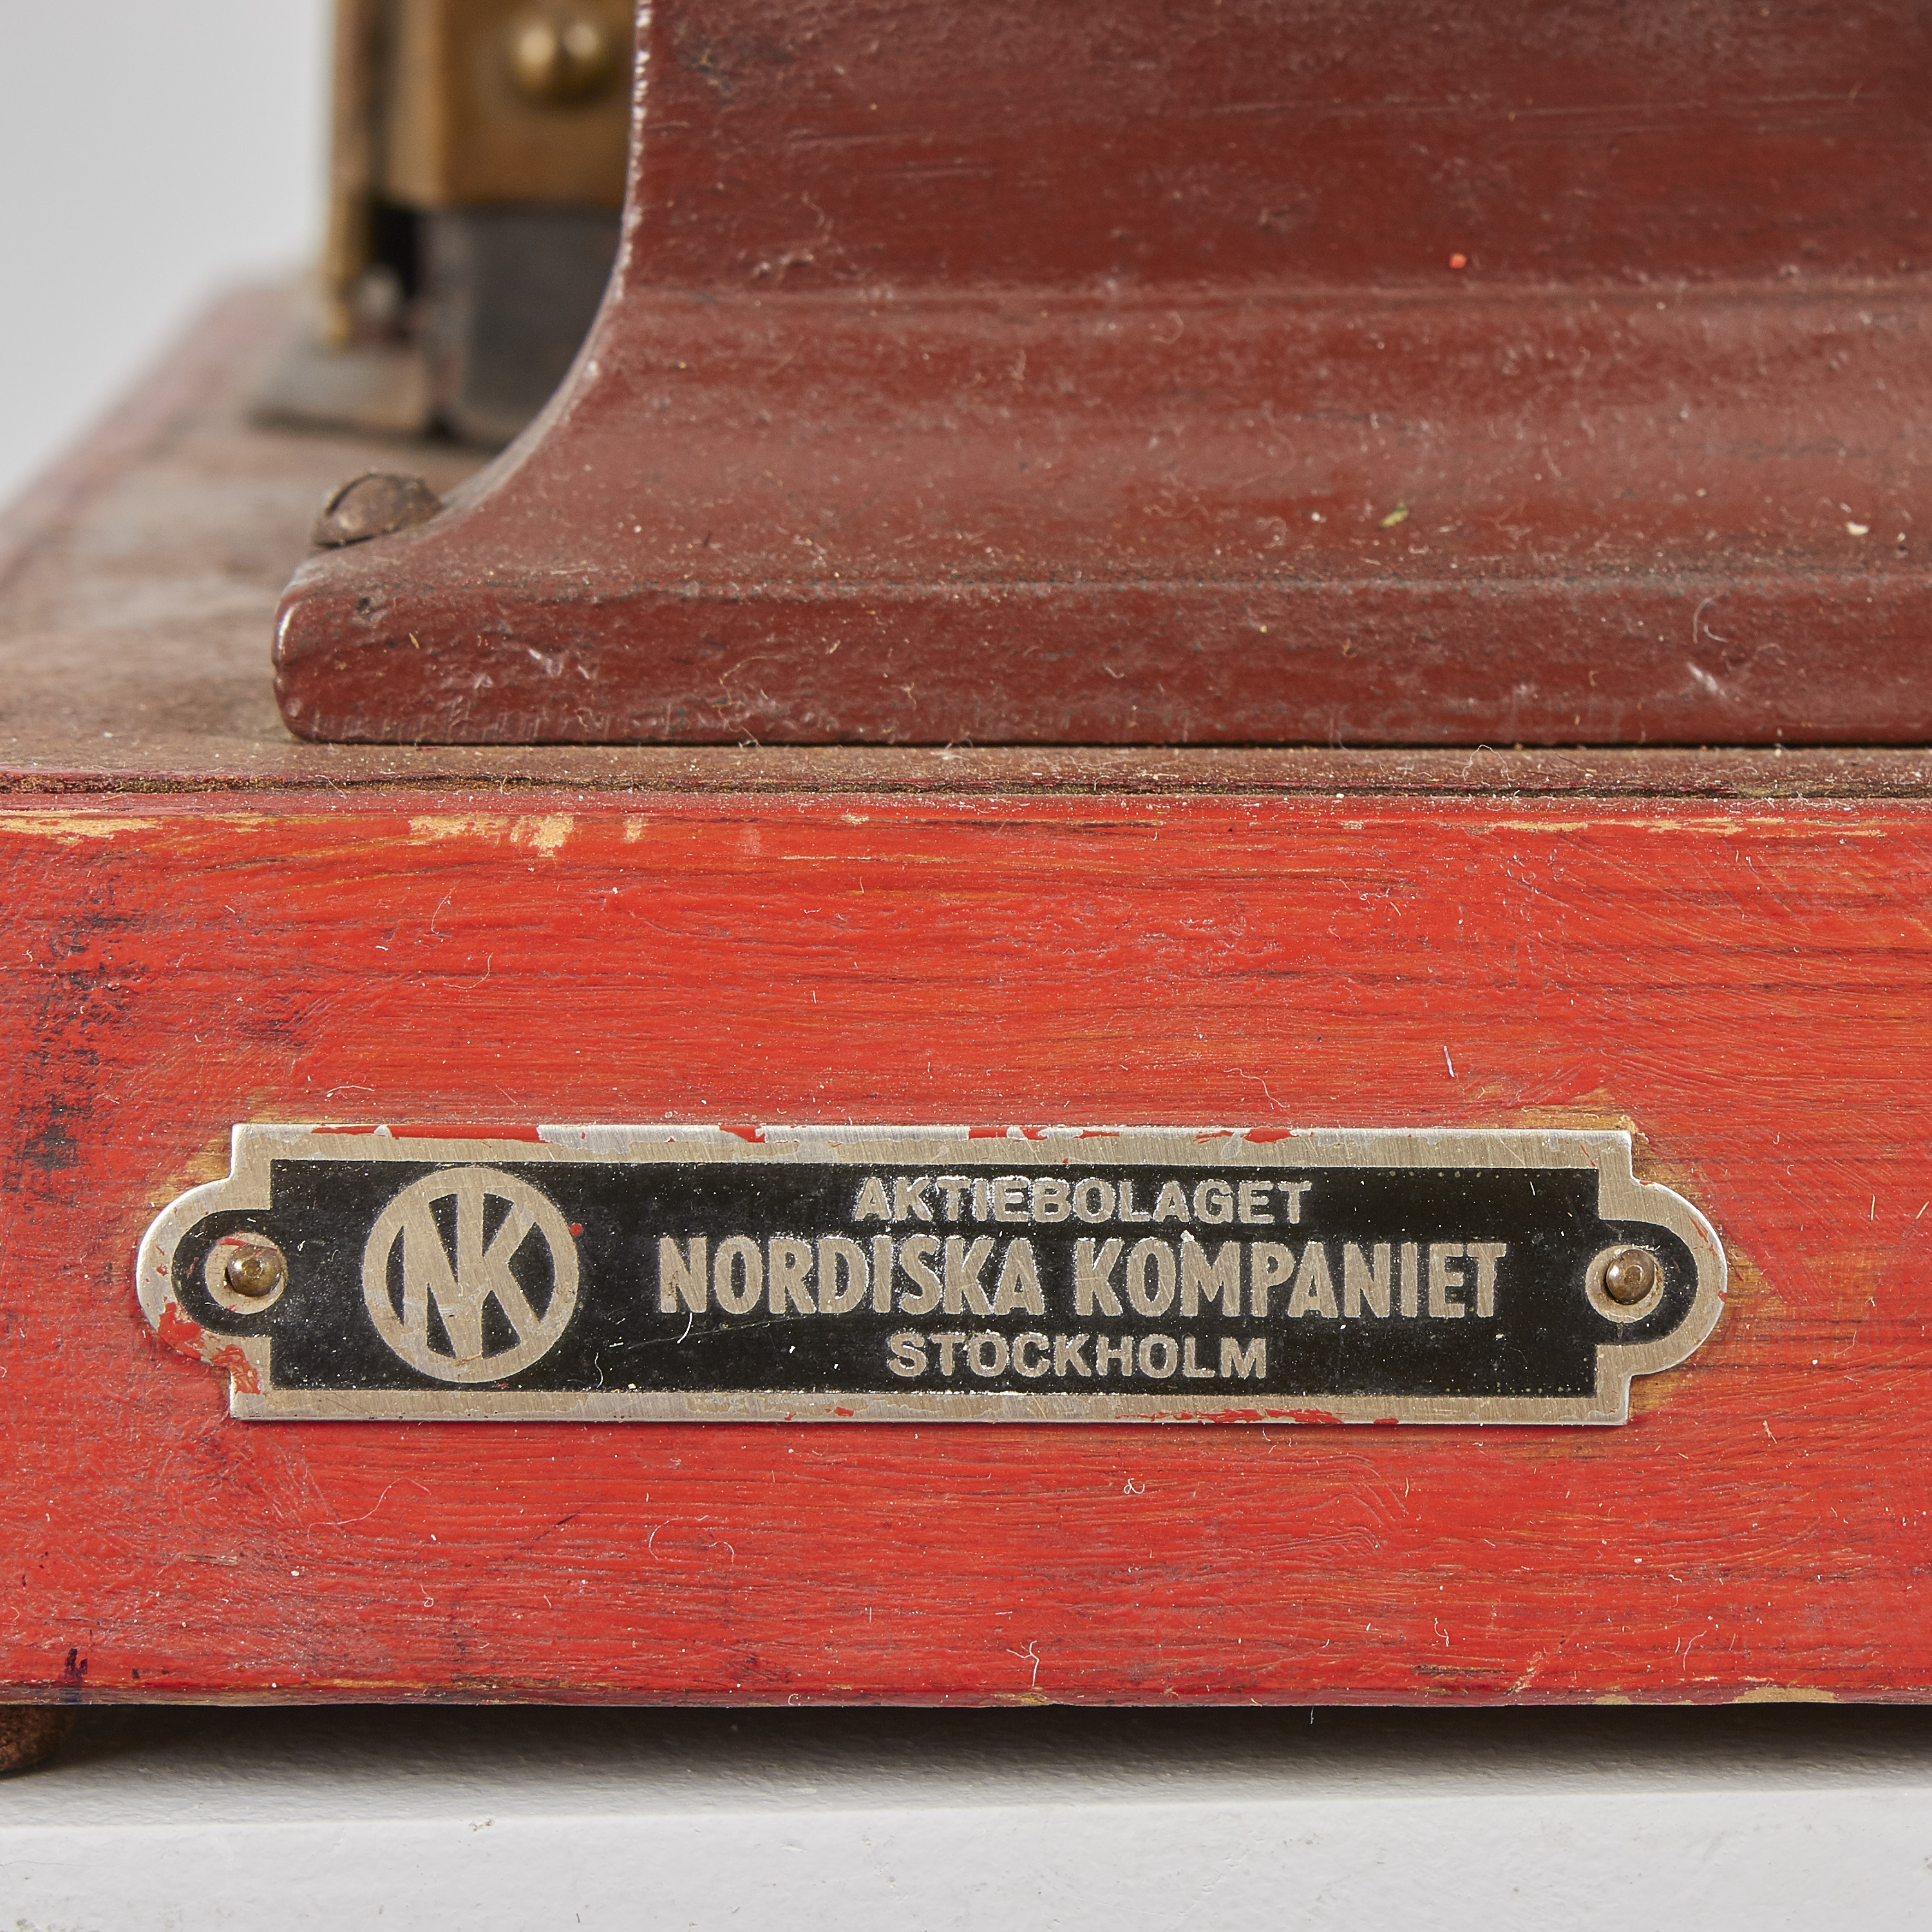 NK
AKTIEBOLAGET
NORDISKA KOMPANIET
STOCKHOLM